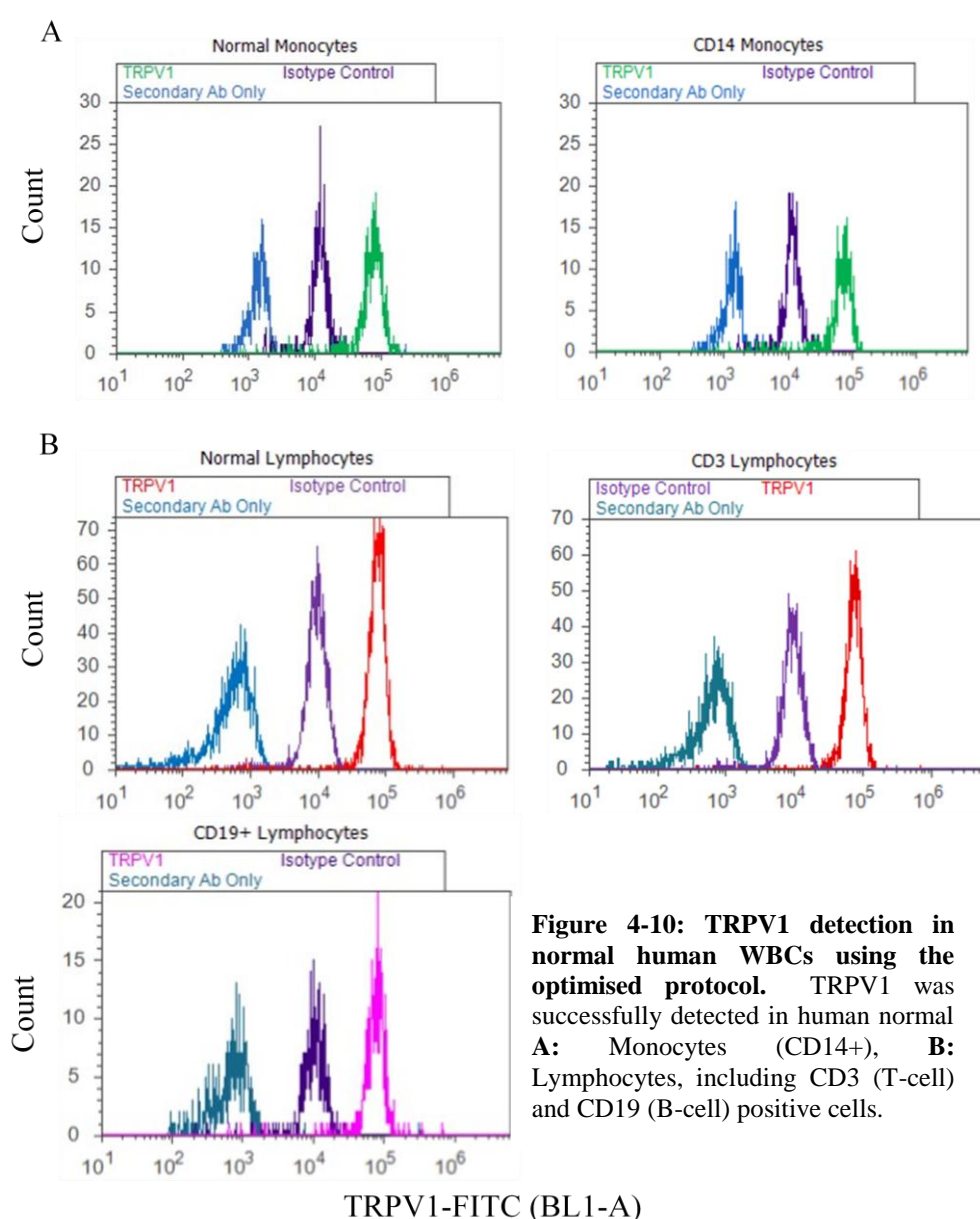 A
Normal Monocytes
TRPV1 Isotype Control
Secondary Ab Only
30
25
20
15
10
5
0
10^1 10^2 10^3 10^4 10^5 10^6
Count
CD14 Monocytes
TRPV1 Isotype Control
Secondary Ab Only
30
25
20
15
10
5
0
10^1 10^2 10^3 10^4 10^5 10^6
B
Normal Lymphocytes
TRPV1 Isotype Control
Secondary Ab Only
70
60
50
40
30
20
10
0
10^1 10^2 10^3 10^4 10^5 10^6
Count
CD3 Lymphocytes
Isotype Control TRPV1
Secondary Ab Only
70
60
50
40
30
20
10
0
10^1 10^2 10^3 10^4 10^5 10^6
CD19+ Lymphocytes
TRPV1 Isotype Control
Secondary Ab Only
20
15
10
5
0
10^1 10^2 10^3 10^4 10^5 10^6
Count
TRPV1-FITC (BL1-A)
Figure 4-10: TRPV1 detection in
normal human WBCs using the
optimised protocol. TRPV1 was
successfully detected in human normal
A: Monocytes (CD14+), B:
Lymphocytes, including CD3 (T-cell)
and CD19 (B-cell) positive cells.